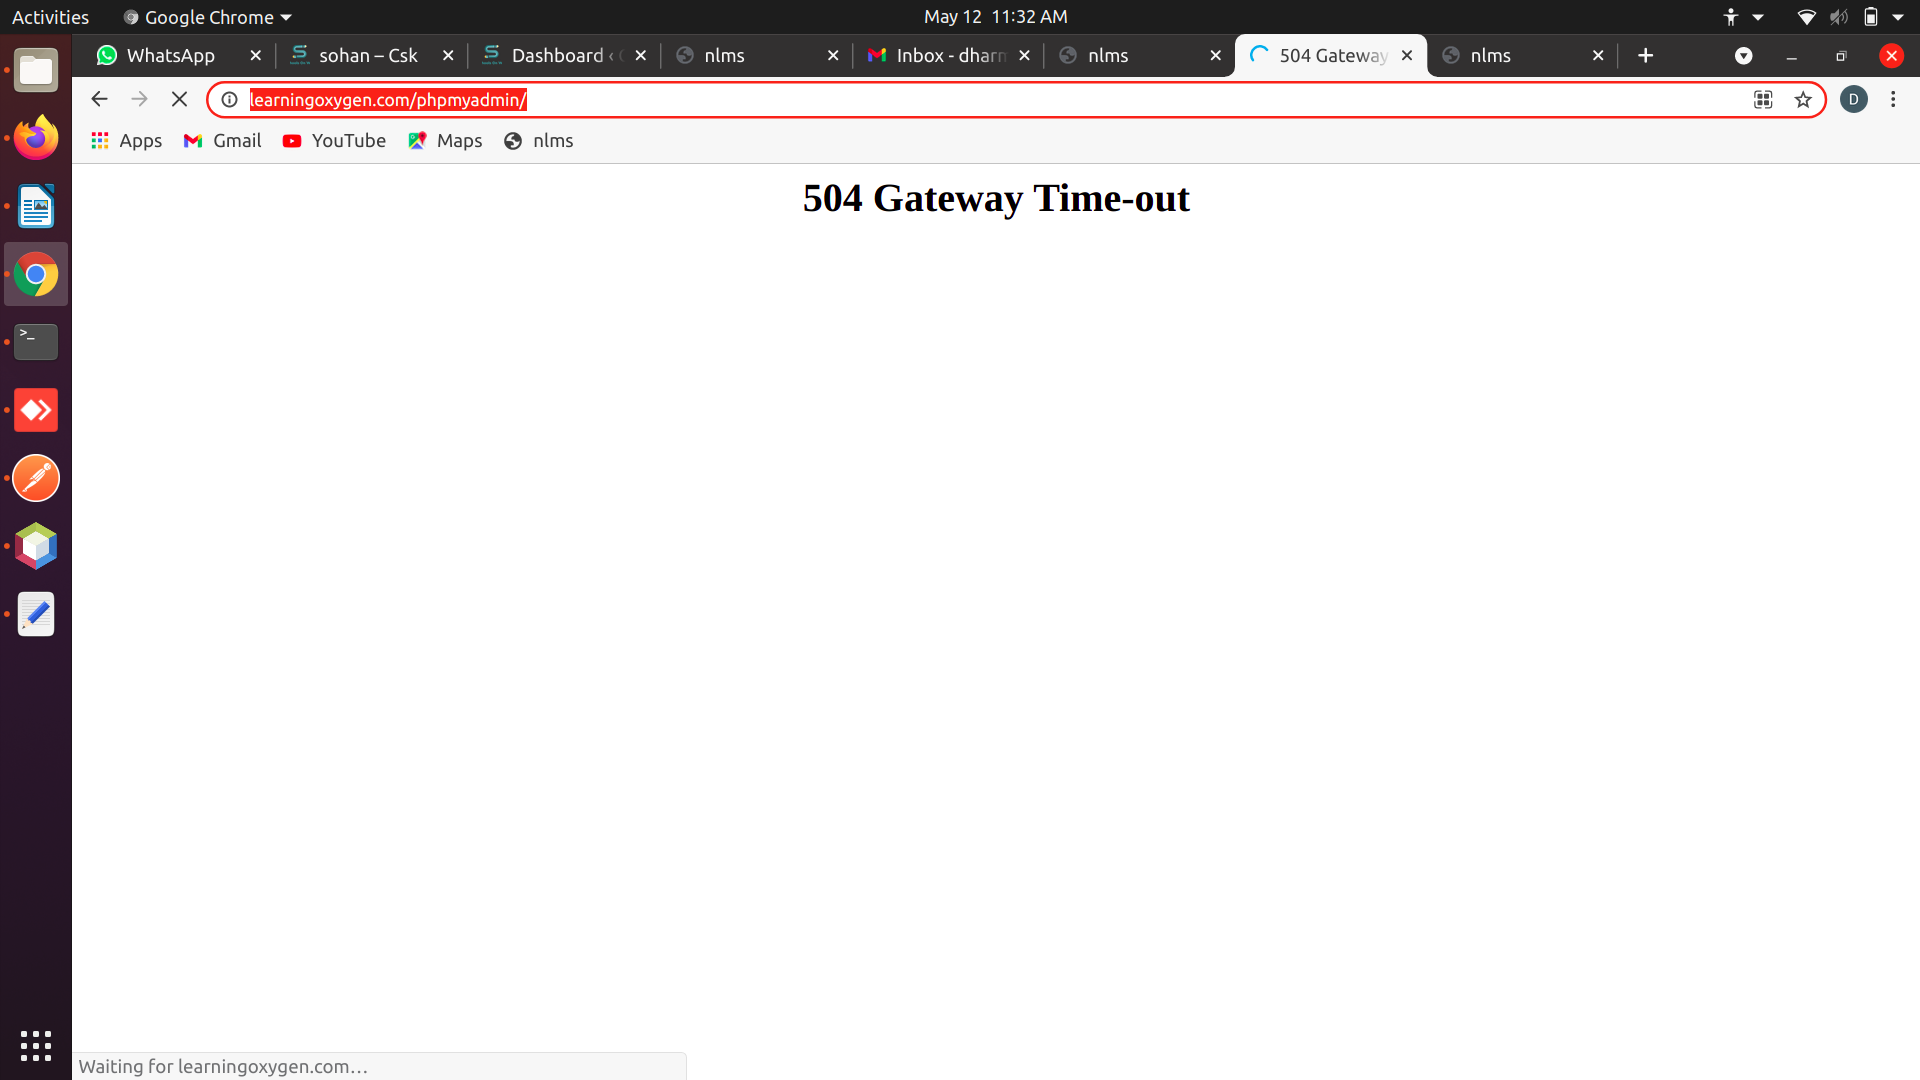 Activities Google Chrome May 12 11:32 AM
WhatsApp sohan – Csk Dashboard ‹ nlms Inbox - dharm nlms 504 Gateway nlms
learningoxygen.com/phpmyadmin/ D
Apps Gmail YouTube Maps nlms
504 Gateway Time-out
Waiting for learningoxygen.com…